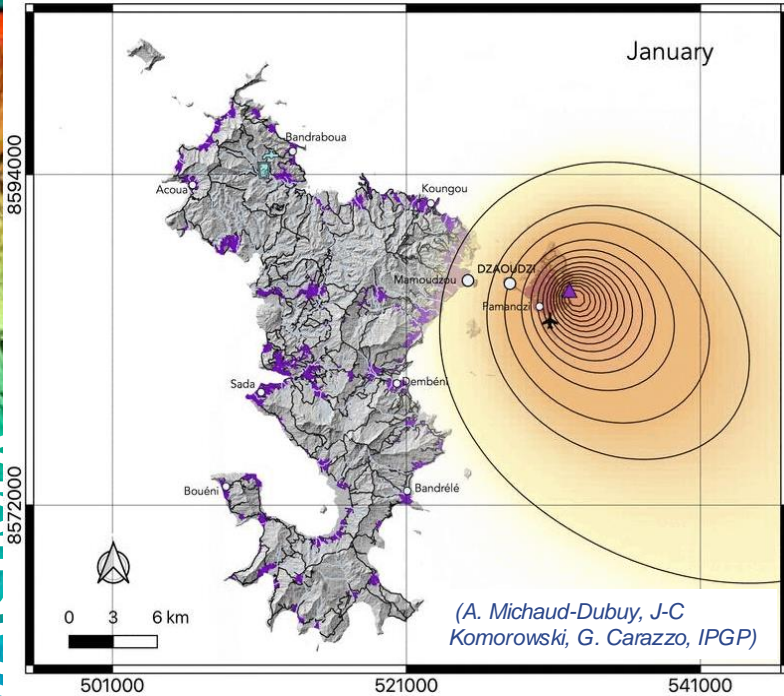 January
8594000
8572000
Bandraboua
Acoua
Koungou
DZAOUDZI
Mamoudzou
Pamandzi
Sada
Dembéni
Bouéni
Bandrélé
0 3 6 km
(A. Michaud-Dubuy, J-C
Komorowski, G. Carazzo, IPGP)
501000 521000 541000